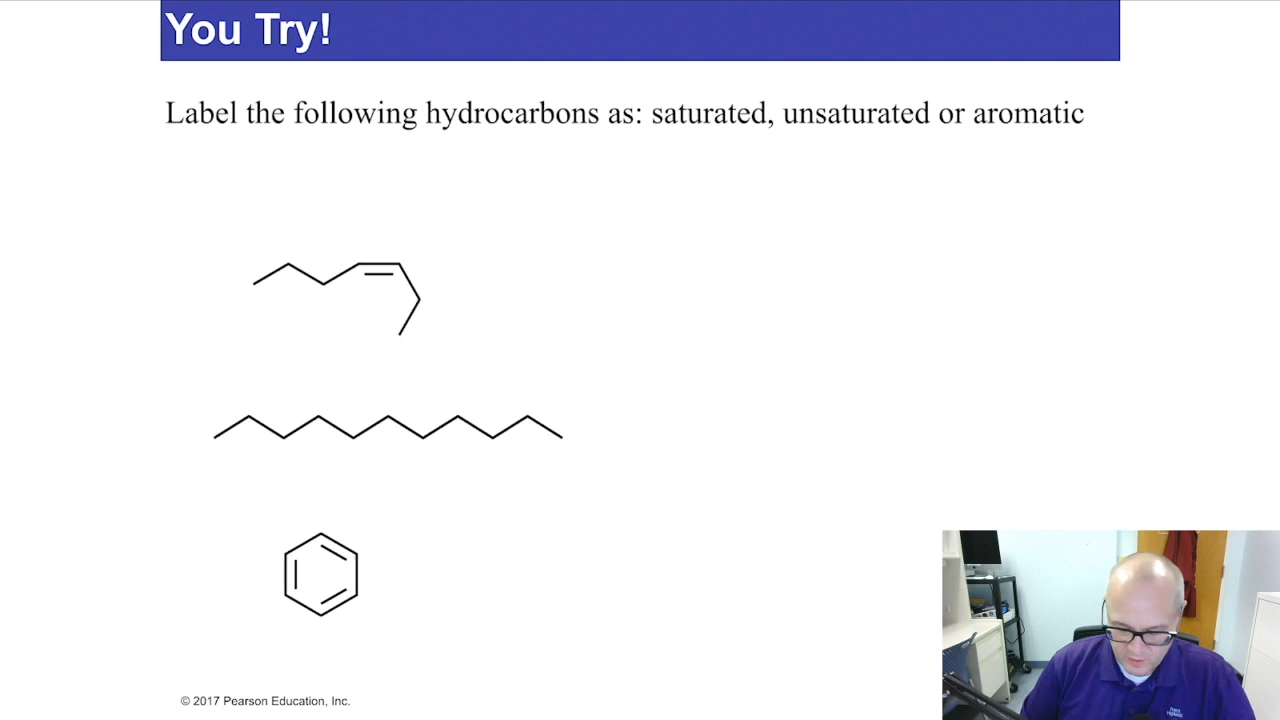 You Try!
Label the following hydrocarbons as: saturated, unsaturated or aromatic
© 2017 Pearson Education, Inc.